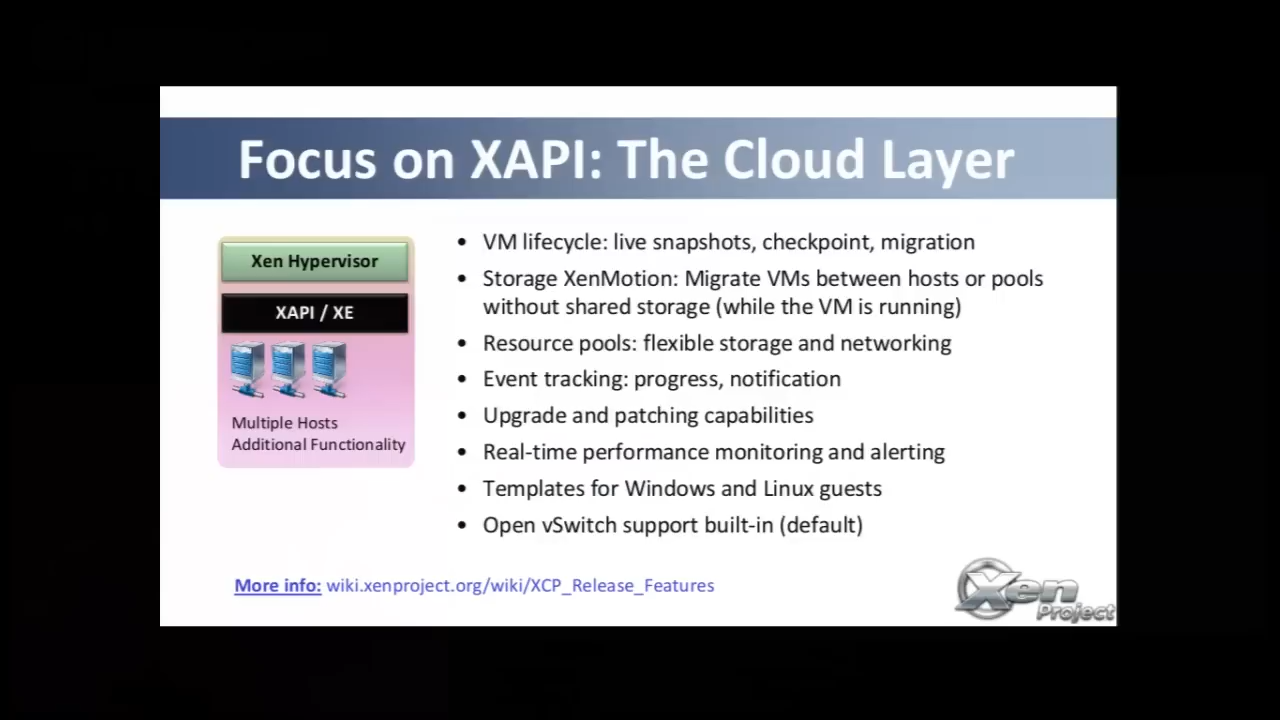 Focus on XAPI: The Cloud Layer
Xen Hypervisor
XAPI / XE
Multiple Hosts
Additional Functionality
• VM lifecycle: live snapshots, checkpoint, migration
• Storage XenMotion: Migrate VMs between hosts or pools
without shared storage (while the VM is running)
• Resource pools: flexible storage and networking
• Event tracking: progress, notification
• Upgrade and patching capabilities
• Real-time performance monitoring and alerting
• Templates for Windows and Linux guests
• Open vSwitch support built-in (default)
More info: wiki.xenproject.org/wiki/XCP_Release_Features
Xen
Project